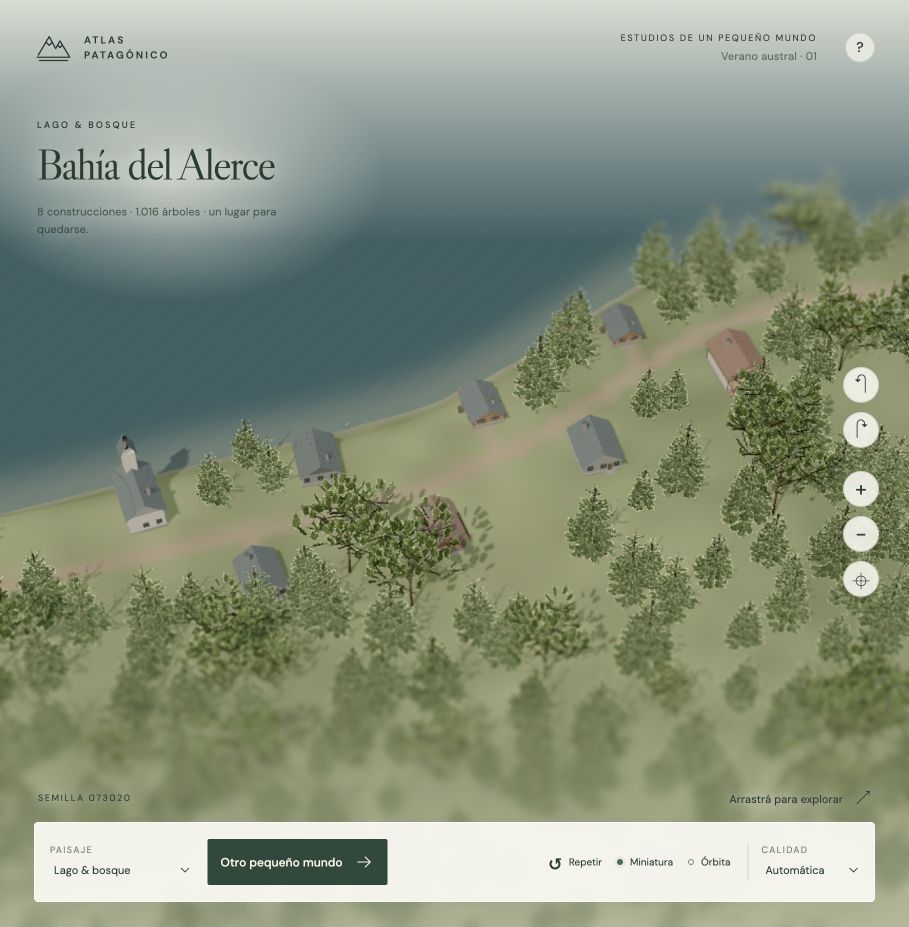 ATLAS
PATAGÓNICO
ESTUDIOS DE UN PEQUEÑO MUNDO
Verano austral · 01
?
LAGO & BOSQUE
Bahía del Alerce
8 construcciones · 1.016 árboles · un lugar para
quedarse.
+
−
SEMILLA 073020
Arrastrá para explorar
PAISAJE
Lago & bosque
Otro pequeño mundo
Repetir
Miniatura
Órbita
CALIDAD
Automática